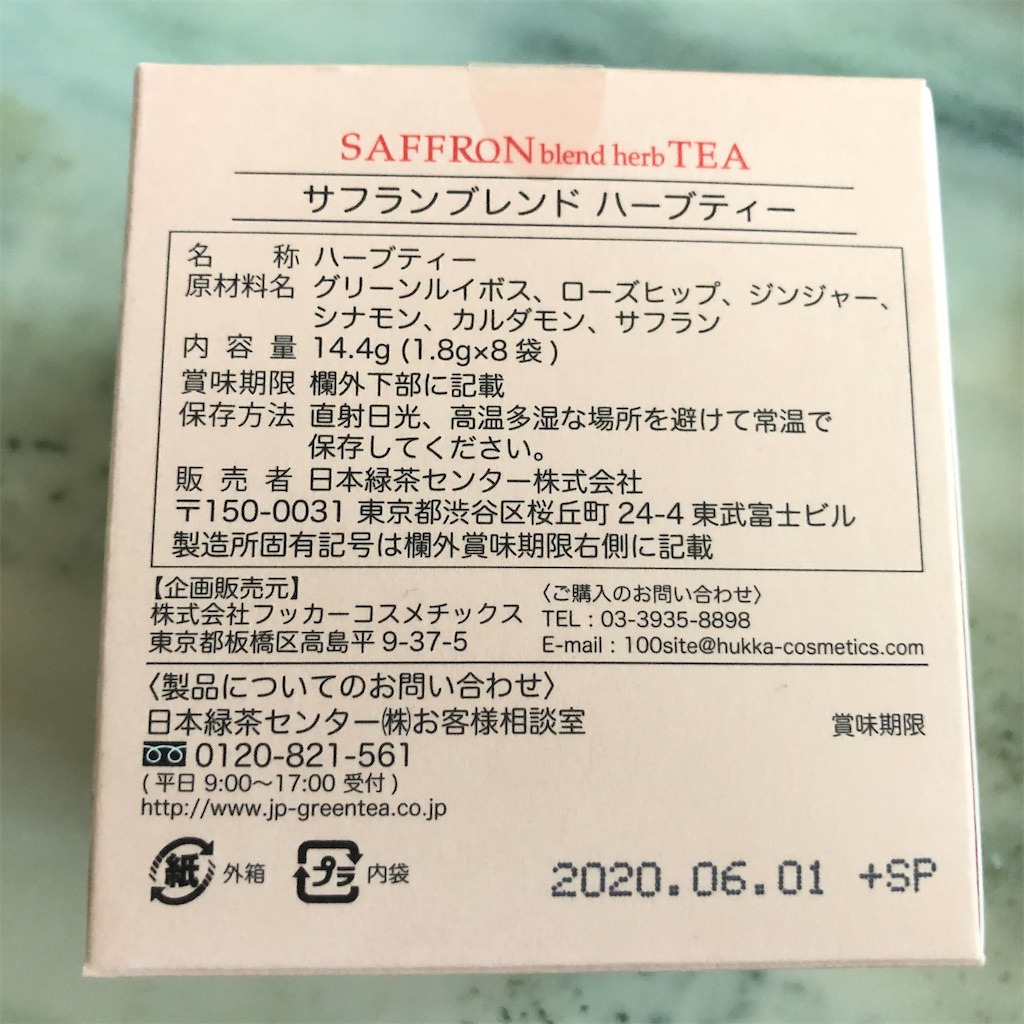 SAFFRON blend herb TEA
サフランブレンド ハーブティー
名称 ハーブティー
原材料名 グリーンルイボス、ローズヒップ、ジンジャー、
シナモン、カルダモン、サフラン
内容量 14.4g (1.8g×8袋)
賞味期限 欄外下部に記載
保存方法 直射日光、高温多湿な場所を避けて常温で
保存してください。
販売者 日本緑茶センター株式会社
〒150-0031 東京都渋谷区桜丘町 24-4 東武富士ビル
製造所固有記号は欄外賞味期限右側に記載
【企画販売元】
株式会社フッカーコスメチックス
東京都板橋区高島平 9-37-5
〈ご購入のお問い合わせ〉
TEL : 03-3935-8898
E-mail : 100site@hukka-cosmetics.com
〈製品についてのお問い合わせ〉
日本緑茶センター㈱お客様相談室
0120-821-561
(平日 9:00〜17:00 受付)
http://www.jp-greentea.co.jp
賞味期限
紙 外箱 プラ 内袋
2020.06.01 +SP